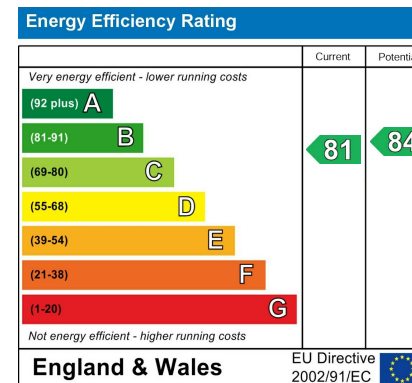 Energy Efficiency Rating
Current
Potenti
Very energy efficient - lower running costs
(92 plus) A
(81-91) B
(69-80) C
(55-68) D
(39-54) E
(21-38) F
(1-20) G
81
84
Not energy efficient - higher running costs
England & Wales
EU Directive
2002/91/EC